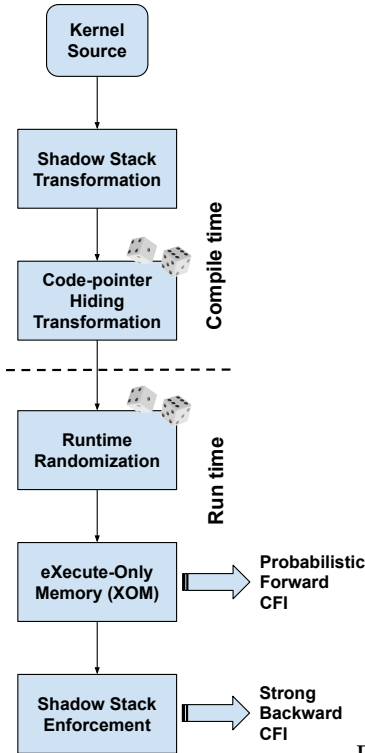 Kernel
Source
Shadow Stack
Transformation
Compile time
Code-pointer
Hiding
Transformation
Run time
Runtime
Randomization
eXecute-Only
Memory (XOM)
Probabilistic
Forward
CFI
Shadow Stack
Enforcement
Strong
Backward
CFI